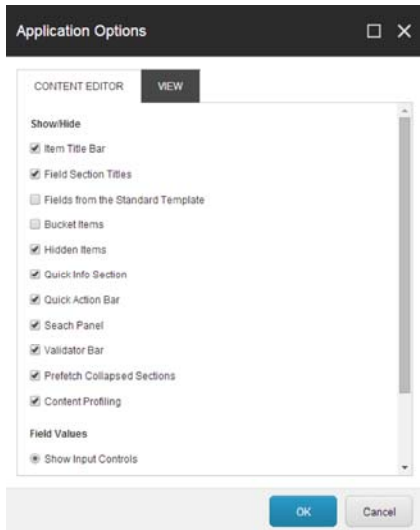 Application Options
CONTENT EDITOR VIEW
Show/Hide
Item Title Bar
Field Section Titles
Fields from the Standard Template
Bucket Items
Hidden Items
Quick Info Section
Quick Action Bar
Seach Panel
Validator Bar
Prefetch Collapsed Sections
Content Profiling
Field Values
Show Input Controls
OK Cancel